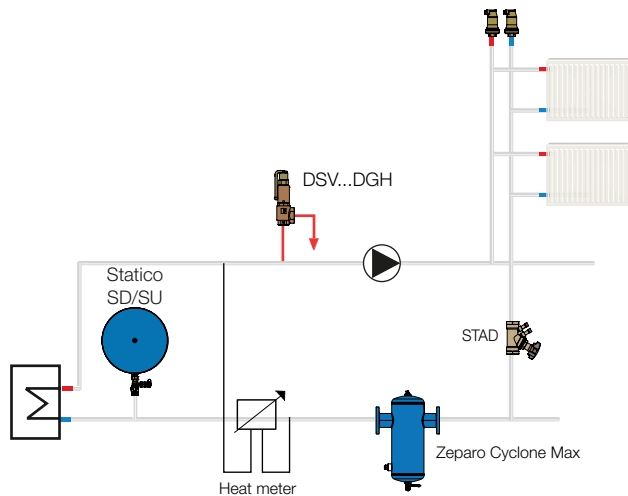 DSV...DGH
Statico
SD/SU
STAD
Zeparo Cyclone Max
Heat meter